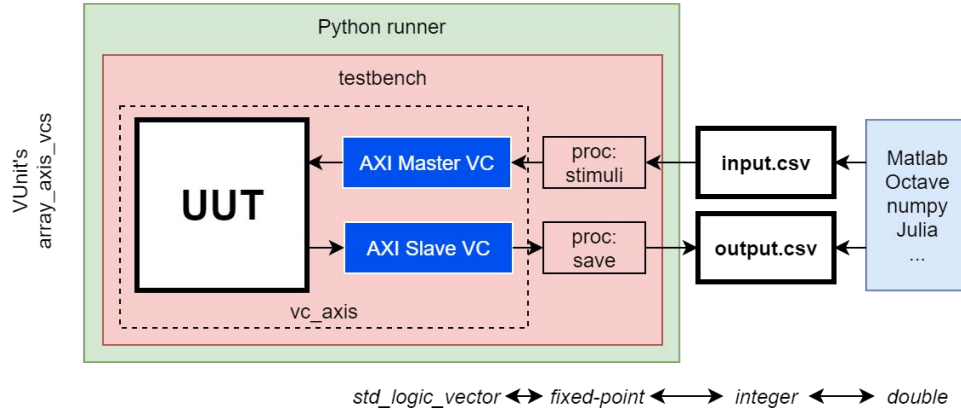 Python runner
testbench
VUnit's
array_axis_vcs
UUT
AXI Master VC
proc:
stimuli
input.csv
AXI Slave VC
proc:
save
output.csv
Matlab
Octave
numpy
Julia
...
vc_axis
std_logic_vector
fixed-point
integer
double